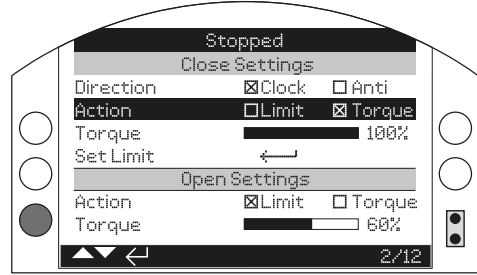 Stopped
Close Settings
Direction ☒Clock ☐Anti
Action ☐Limit ☒Torque
Torque 100%
Set Limit
Open Settings
Action ☒Limit ☐Torque
Torque 60%
2/12